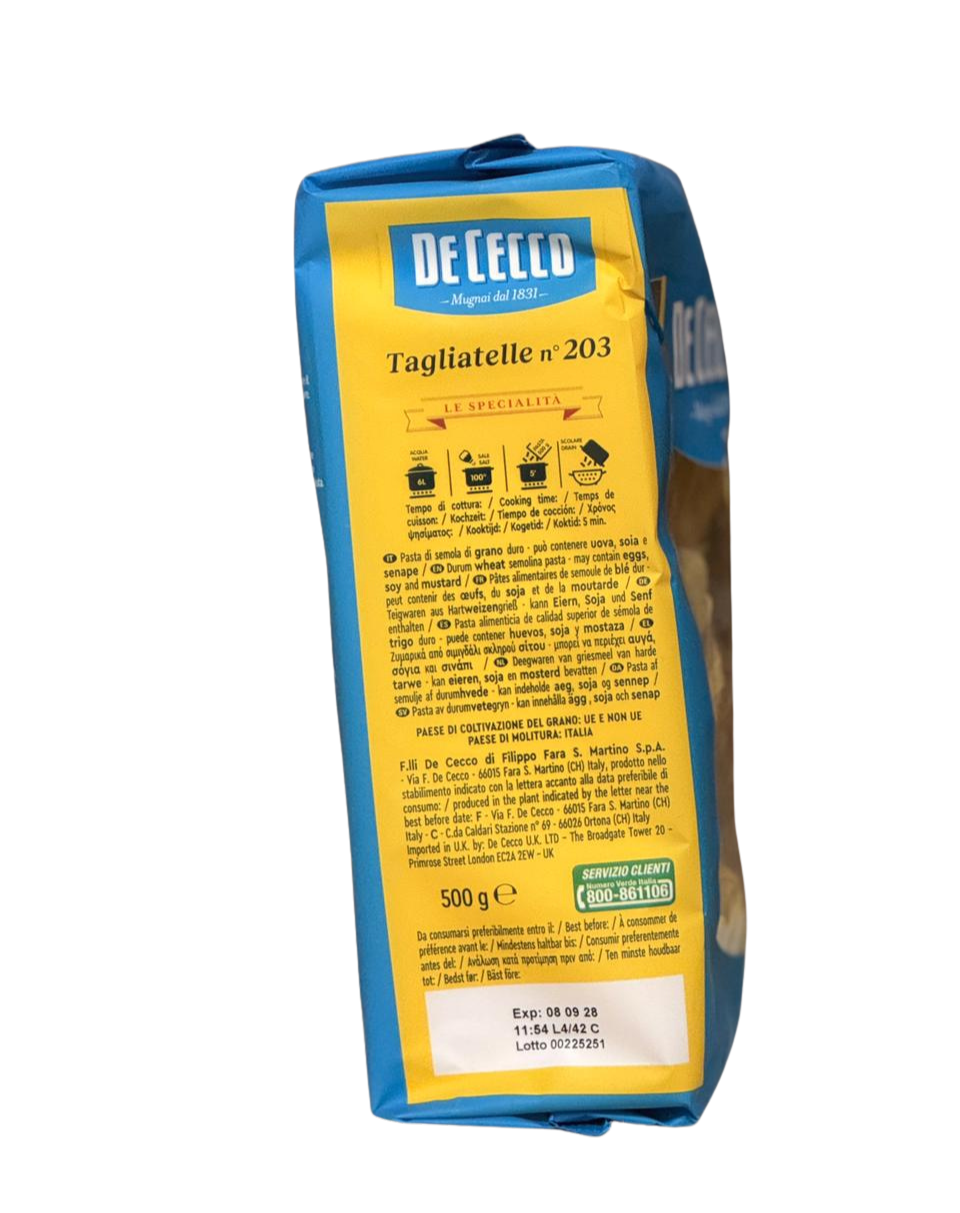 DE CECCO
Mugnai dal 1831
Tagliatelle n° 203
LE SPECIALITÀ
ACQUA
WATER
6L
SALE
SALT
100°
PASTA
500 g
5'
SCOLARE
DRAIN
Tempo di cottura: / Cooking time: / Temps de
cuisson: / Kochzeit: / Tiempo de cocción: / Χρόνος
ψησίματος: / Kooktijd: / Kogetid: / Koktid: 5 min.
IT Pasta di semola di grano duro - può contenere uova, soia e
senape / EN Durum wheat semolina pasta - may contain eggs,
soy and mustard / FR Pâtes alimentaires de semoule de blé dur -
peut contenir des œufs, du soja et de la moutarde / DE
Teigwaren aus Hartweizengrieß - kann Eiern, Soja und Senf
enthalten / ES Pasta alimenticia de calidad superior de sémola de
trigo duro - puede contener huevos, soja y mostaza / EL
Ζυμαρικά από σιμιγδάλι σκληρού σίτου - μπορεί να περιέχει αυγά,
σόγια και σινάπι / NL Deegwaren van griesmeel van harde
tarwe - kan eieren, soja en mosterd bevatten / DA Pasta af
semulje af durumhvede - kan indeholde aeg, soja og sennep /
SV Pasta av durumvetegryn - kan innehålla ägg , soja och senap
PAESE DI COLTIVAZIONE DEL GRANO: UE E NON UE
PAESE DI MOLITURA: ITALIA
F.lli De Cecco di Filippo Fara S. Martino S.p.A.
- Via F. De Cecco - 66015 Fara S. Martino (CH) Italy, prodotto nello
stabilimento indicato con la lettera accanto alla data preferibile di
consumo: / produced in the plant indicated by the letter near the
best before date: F - Via F. De Cecco - 66015 Fara S. Martino (CH)
Italy - C - C.da Caldari Stazione n° 69 - 66026 Ortona (CH) Italy
Imported in U.K. by: De Cecco U.K. LTD - The Broadgate Tower 20 -
Primrose Street London EC2A 2EW - UK
500 g ℮
SERVIZIO CLIENTI
Numero Verde Italia
800-861106
Da consumarsi preferibilmente entro il: / Best before: / À consommer de
préférence avant le: / Mindestens haltbar bis: / Consumir preferentemente
antes del: / Ανάλωση κατά προτίμηση πριν από: / Ten minste houdbaar
tot: / Bedst før: / Bäst före:
Exp: 08 09 28
11:54 L4/42 C
Lotto 00225251
DE CE